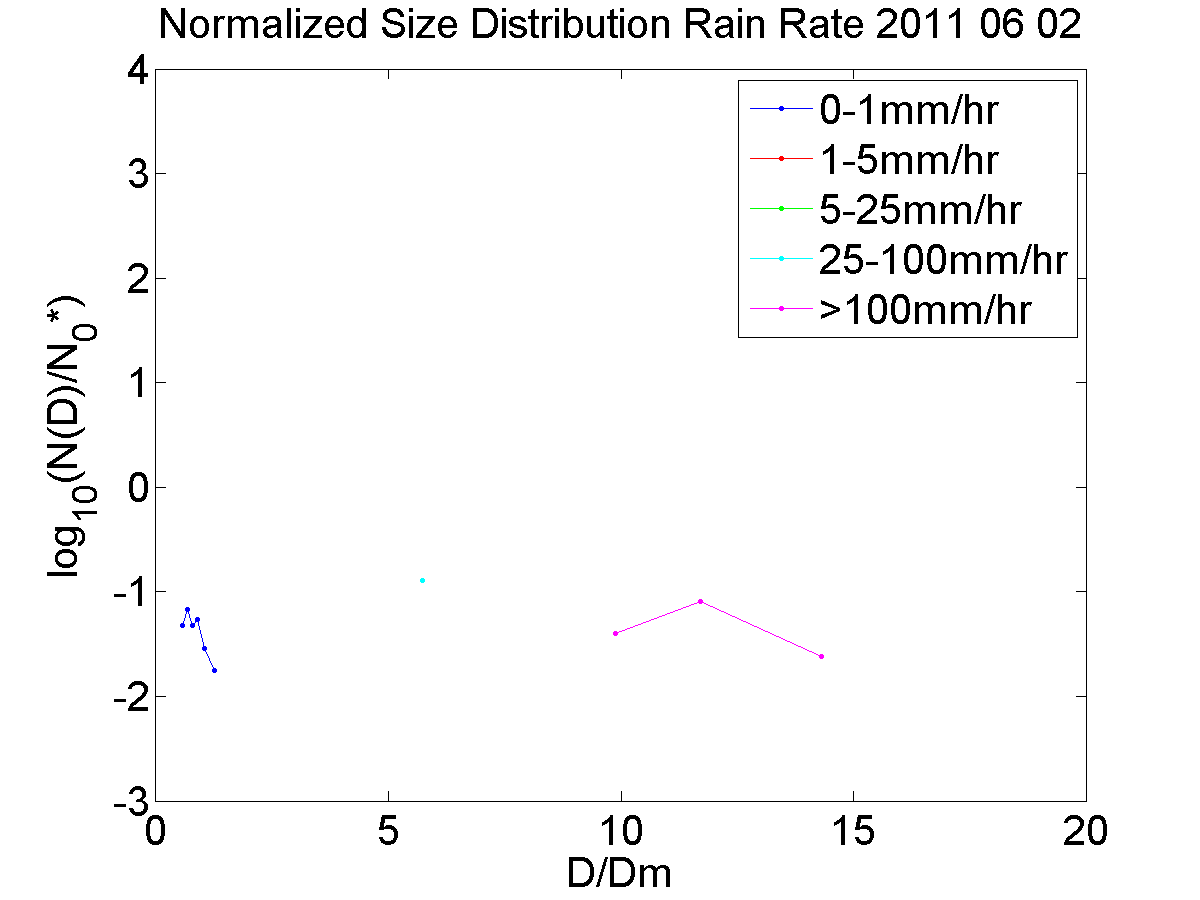 Normalized Size Distribution Rain Rate 2011 06 02
4
3
2
1
0
-1
-2
-3
0
5
10
15
20
D/Dm
log10(N(D)/N0*)
0-1mm/hr
1-5mm/hr
5-25mm/hr
25-100mm/hr
>100mm/hr